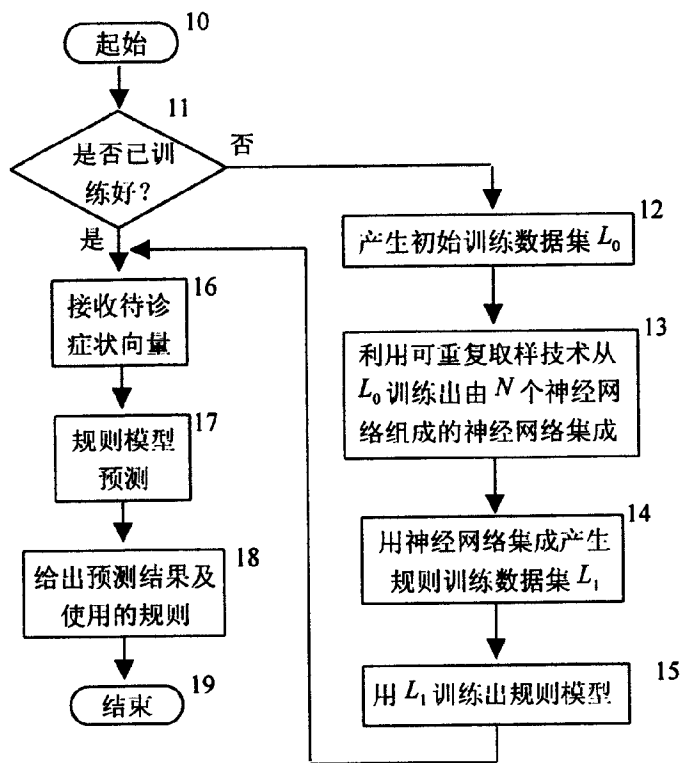 10
起始
11
是否已训
练好？
否
是
12
产生初始训练数据集 L₀
13
利用可重复取样技术从
L₀ 训练出由 N 个神经网
络组成的神经网络集成
14
用神经网络集成产生
规则训练数据集 L₁
15
用 L₁ 训练出规则模型
16
接收待诊
症状向量
17
规则模型
预测
18
给出预测结果及
使用的规则
19
结束